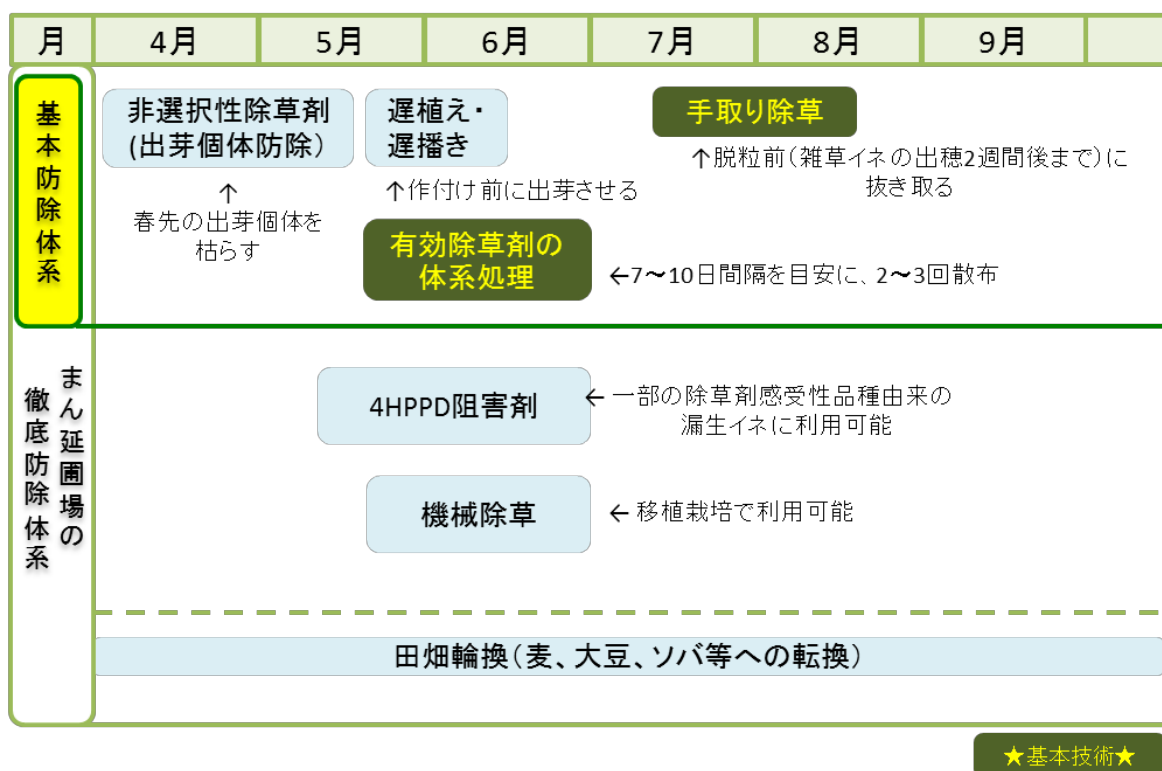 月
4月
5月
6月
7月
8月
9月
基本防除体系
非選択性除草剤
(出芽個体防除)
↑
春先の出芽個体を
枯らす
遅植え・
遅播き
↑作付け前に出芽させる
有効除草剤の
体系処理
←7〜10日間隔を目安に、2〜3回散布
手取り除草
↑脱粒前(雑草イネの出穂2週間後まで)に
抜き取る
まん延圃場の
徹底防除体系
4HPPD阻害剤
←一部の除草剤感受性品種由来の
漏生イネに利用可能
機械除草
←移植栽培で利用可能
田畑輪換(麦、大豆、ソバ等への転換)
★基本技術★